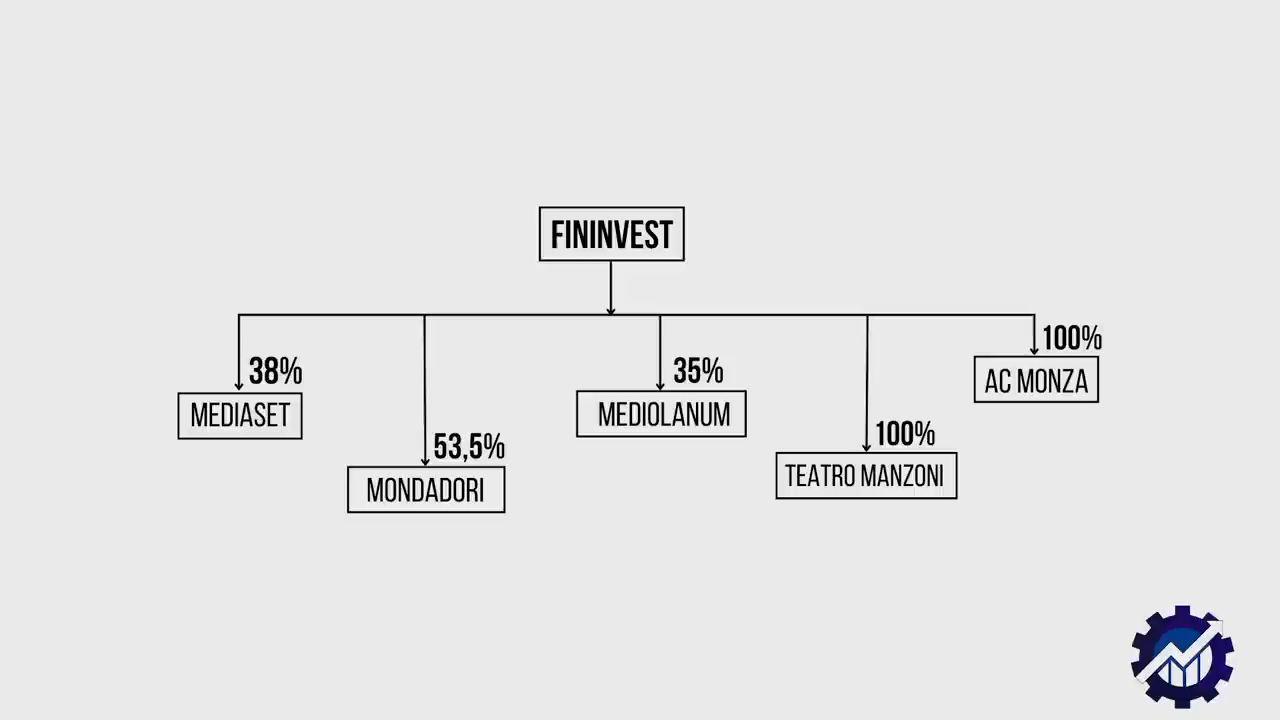 FININVEST
38%
MEDIASET
53,5%
MONDADORI
35%
MEDIOLANUM
100%
TEATRO MANZONI
100%
AC MONZA